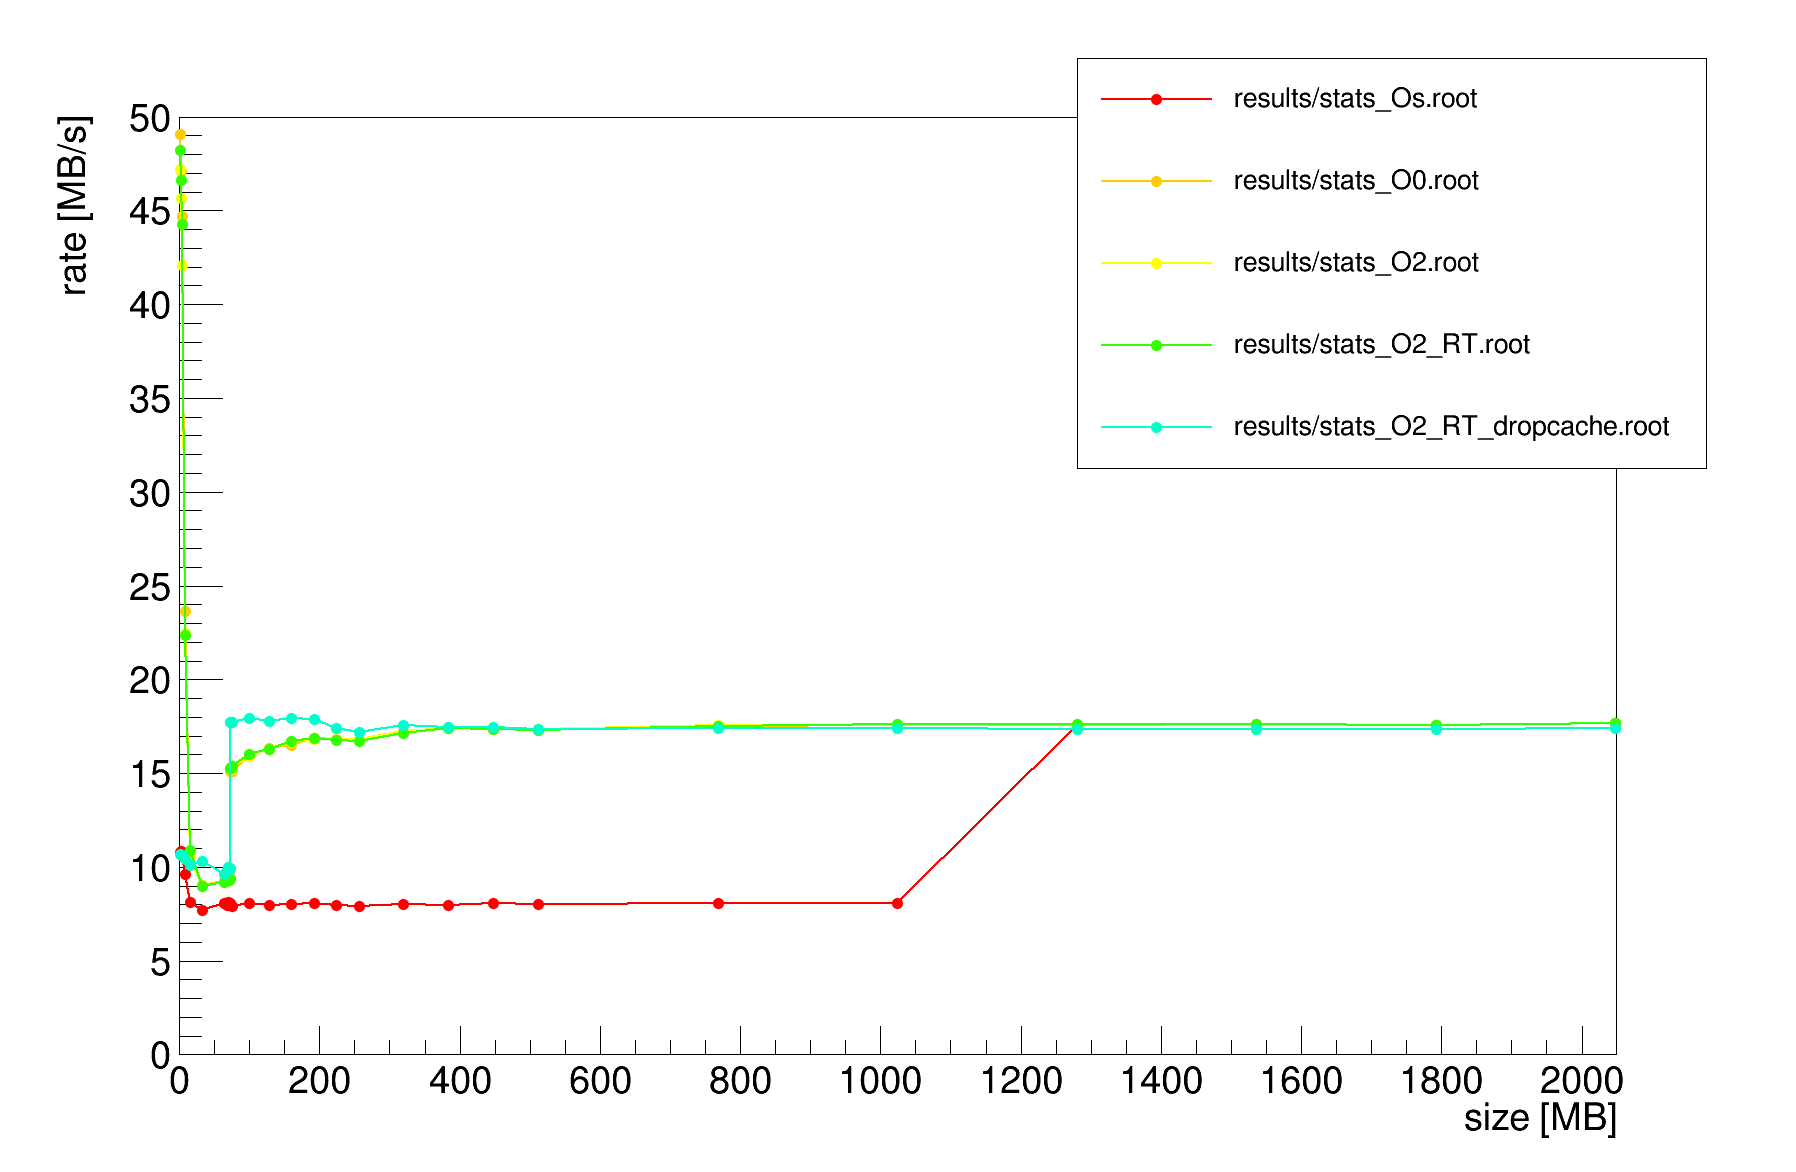 results/stats_Os.root
results/stats_O0.root
results/stats_O2.root
results/stats_O2_RT.root
results/stats_O2_RT_dropcache.root
rate [MB/s]
50
45
40
35
30
25
20
15
10
5
0
0 200 400 600 800 1000 1200 1400 1600 1800 2000
size [MB]